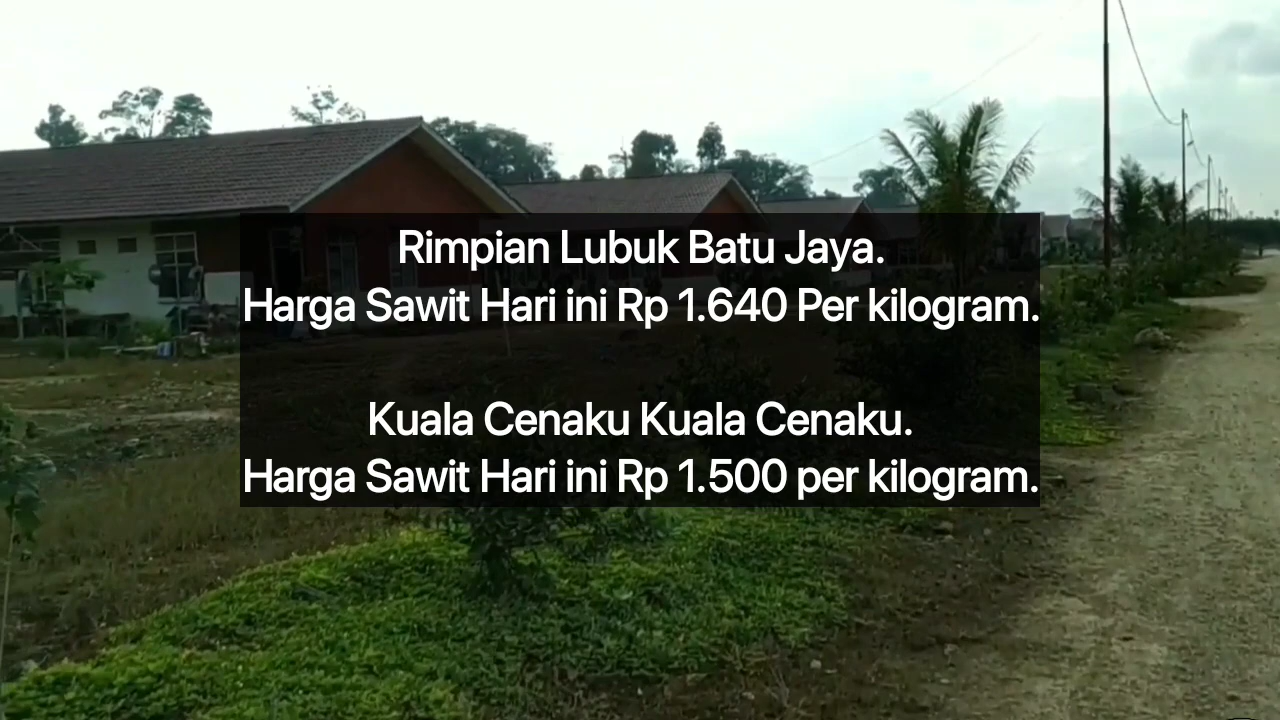 Rimpian Lubuk Batu Jaya.
Harga Sawit Hari ini Rp 1.640 Per kilogram.
Kuala Cenaku Kuala Cenaku.
Harga Sawit Hari ini Rp 1.500 per kilogram.